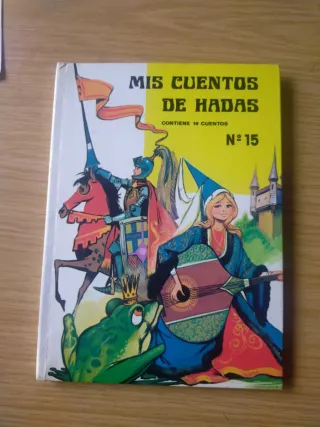 MIS CUENTOS
DE HADAS
CONTIENE 16 CUENTOS
Nº 15